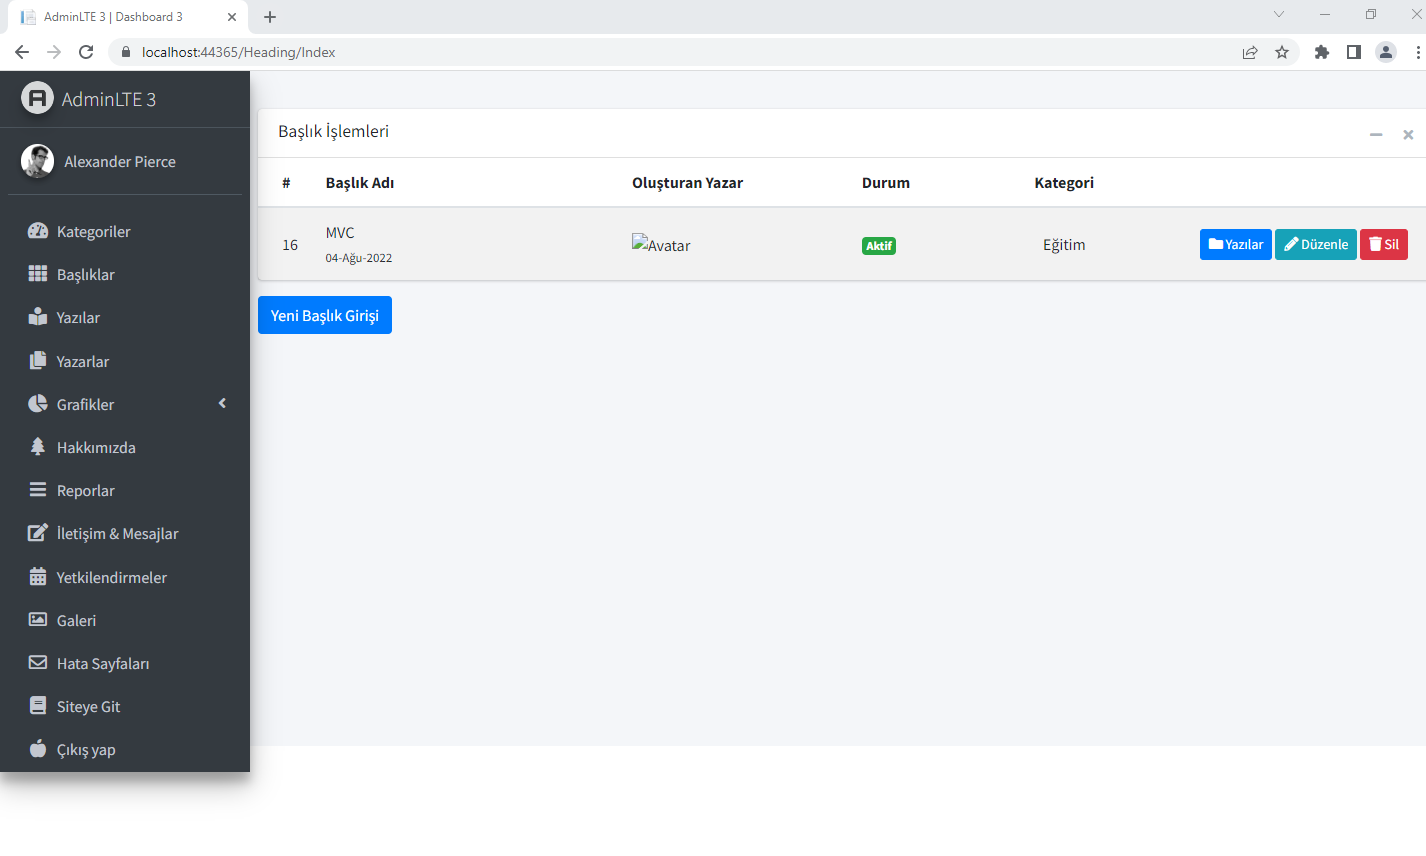 AdminLTE 3 | Dashboard 3
localhost:44365/Heading/Index
AdminLTE 3
Alexander Pierce
Kategoriler
Başlıklar
Yazılar
Yazarlar
Grafikler
Hakkımızda
Reporlar
İletişim & Mesajlar
Yetkilendirmeler
Galeri
Hata Sayfaları
Siteye Git
Çıkış yap
Başlık İşlemleri
# Başlık Adı Oluşturan Yazar Durum Kategori
16 MVC Avatar Aktif Eğitim Yazılar Düzenle Sil
04-Ağu-2022
Yeni Başlık Girişi